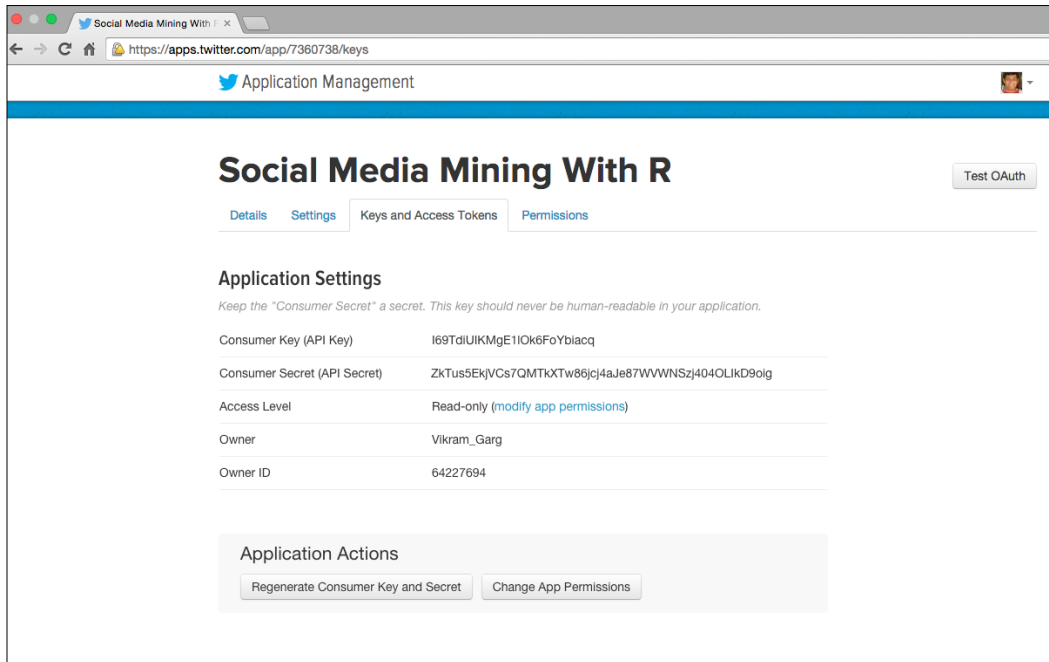 Social Media Mining With R
https://apps.twitter.com/app/7360738/keys
Application Management
Social Media Mining With R
Test OAuth
Details Settings Keys and Access Tokens Permissions
Application Settings
Keep the "Consumer Secret" a secret. This key should never be human-readable in your application.
Consumer Key (API Key) I69TdiUIKMgE1IOk6FoYbiacq
Consumer Secret (API Secret) ZkTus5EkjVCs7QMTkXTw86jcj4aJe87WVWNSzj404OLIkD9oig
Access Level Read-only (modify app permissions)
Owner Vikram_Garg
Owner ID 64227694
Application Actions
Regenerate Consumer Key and Secret Change App Permissions